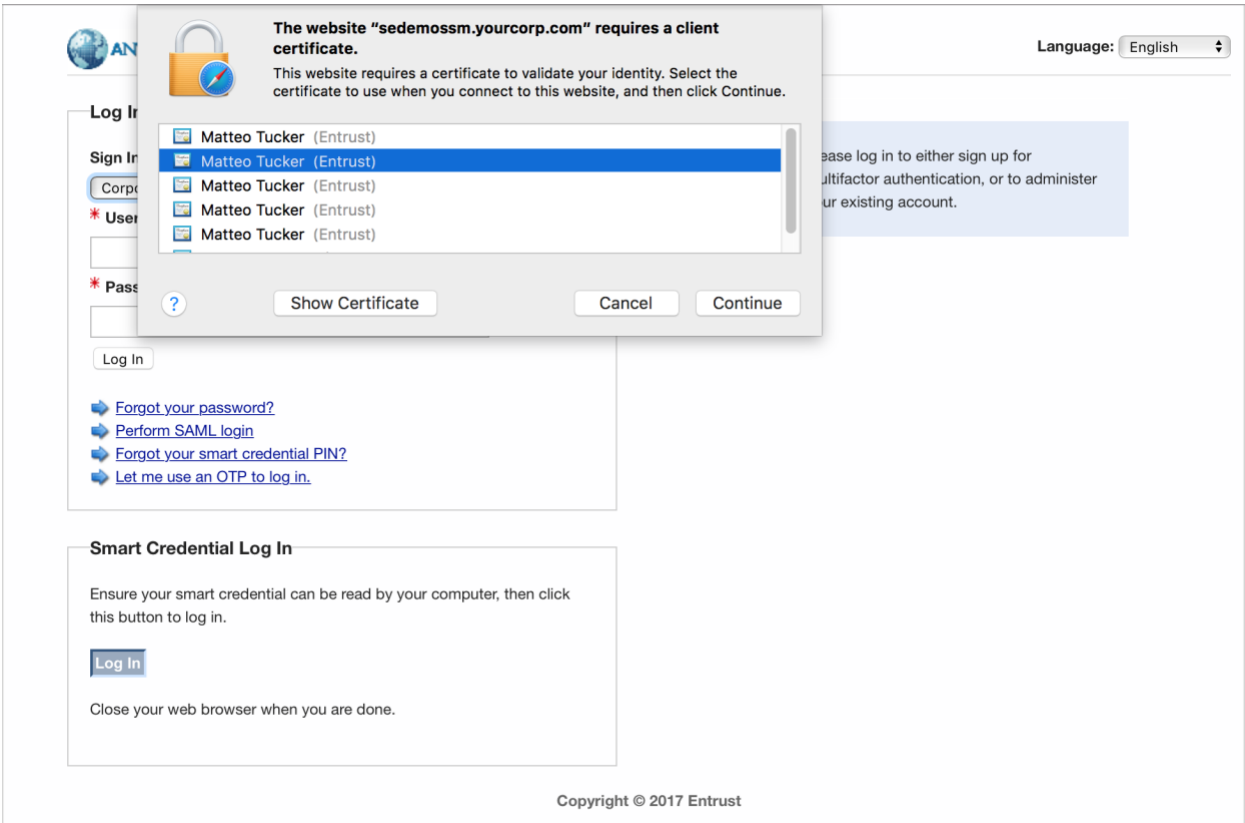 The website “sedemossm.yourcorp.com” requires a client
certificate.
This website requires a certificate to validate your identity. Select the
certificate to use when you connect to this website, and then click Continue.
Matteo Tucker (Entrust)
Matteo Tucker (Entrust)
Matteo Tucker (Entrust)
Matteo Tucker (Entrust)
Matteo Tucker (Entrust)
?
Show Certificate
Cancel
Continue
AN
Language: English
Log In
Sign In
Corpo
* User
* Pass
Log In
Forgot your password?
Perform SAML login
Forgot your smart credential PIN?
Let me use an OTP to log in.
ease log in to either sign up for
ultifactor authentication, or to administer
ur existing account.
Smart Credential Log In
Ensure your smart credential can be read by your computer, then click
this button to log in.
Log In
Close your web browser when you are done.
Copyright © 2017 Entrust